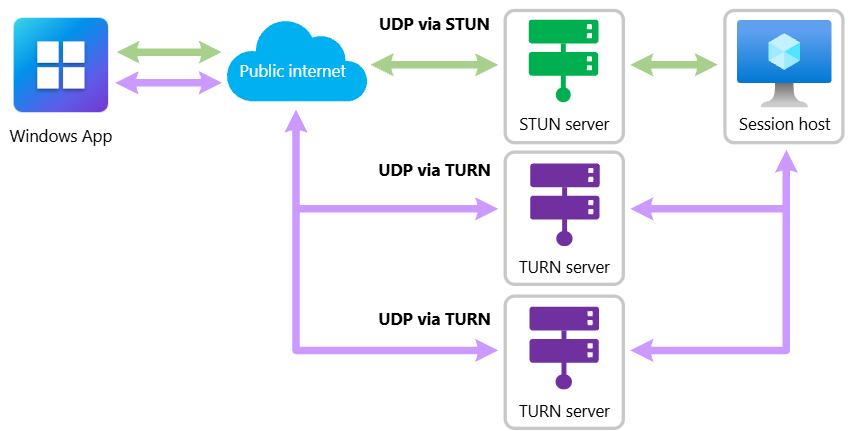 UDP via STUN
Public internet
Windows App
STUN server
Session host
UDP via TURN
TURN server
UDP via TURN
TURN server